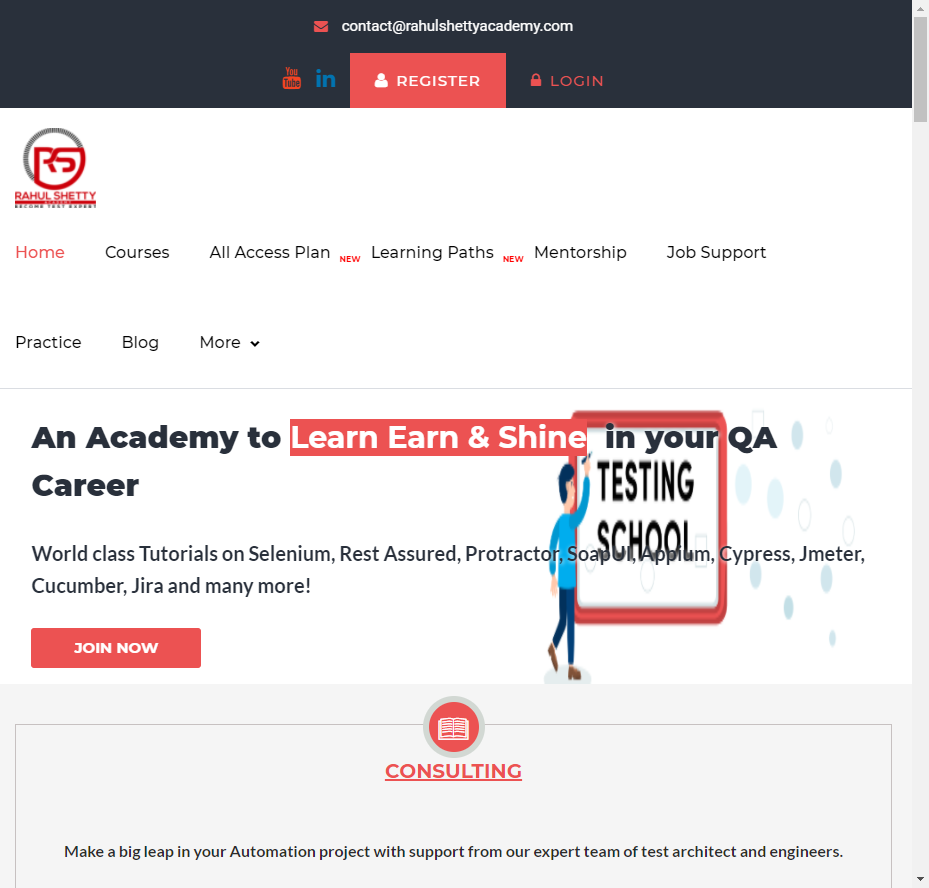 contact@rahulshettyacademy.com
You
Tube
in
REGISTER
LOGIN
RS
RAHUL SHETTY
ACADEMY
BECOME TEST EXPERT
Home
Courses
All Access Plan
NEW
Learning Paths
NEW
Mentorship
Job Support
Practice
Blog
More
An Academy to Learn Earn & Shine in your QA
Career
TESTING
SCHOOL
World class Tutorials on Selenium, Rest Assured, Protractor, SoapUI, Appium, Cypress, Jmeter,
Cucumber, Jira and many more!
JOIN NOW
CONSULTING
Make a big leap in your Automation project with support from our expert team of test architect and engineers.